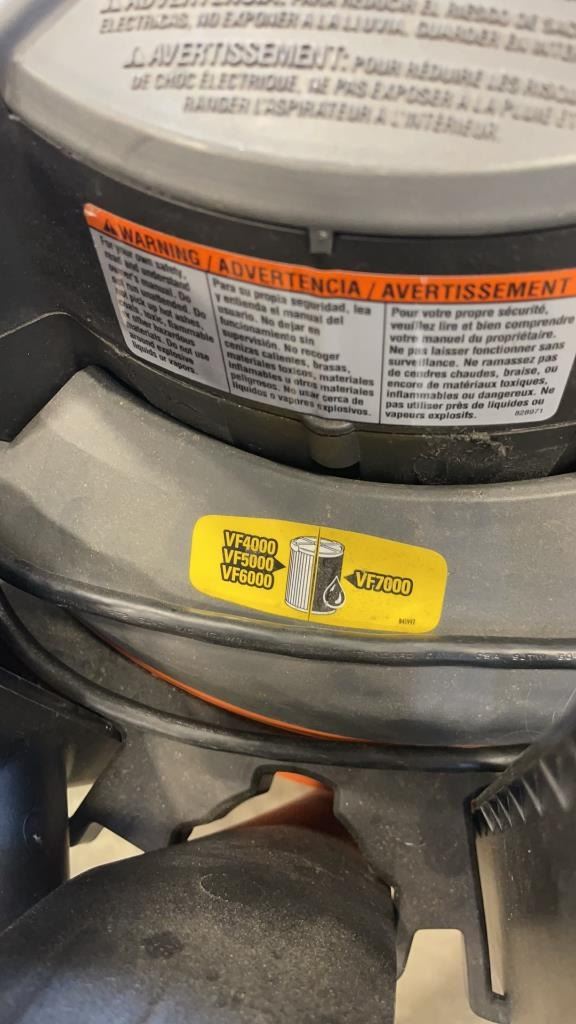 PARA REDUCIR EL RIESGO DE
ELÉCTRICAS, NO EXPONER A LA LLUVIA. GUARDAR EN
AVERTISSEMENT: POUR RÉDUIRE LES
DE CHOC ÉLECTRIQUE, NE PAS EXPOSER A LA PLUIE ET
RANGER L'ASPIRATEUR A L'INTÉRIEUR.
WARNING / ADVERTENCIA / AVERTISSEMENT
For your own safety,
read and understand
owner's manual. Do
not run unattended. Do
pick up hot ashes,
toxic, flammable
other hazardous
Do not use
around explosive
liquids or vapors.
Para su propia seguridad, lea
y entienda el manual del
usuario. No dejar en
funcionamiento sin
supervisión. No recoger
cenizas calientes, brasas,
materiales tóxicos, materiales
inflamables u otros materiales
peligrosos. No usar cerca de
líquidos o vapores explosivos.
Pour votre propre sécurité,
veuillez lire et bien comprendre
votre manuel du propriétaire.
Ne pas laisser fonctionner sans
surveillance. Ne ramassez pas
de cendres chaudes, braise, ou
encore de matériaux toxiques,
inflammables ou dangereux. Ne
pas utiliser près de liquides ou
vapeurs explosifs.
828971
VF4000
VF5000
VF6000
VF7000